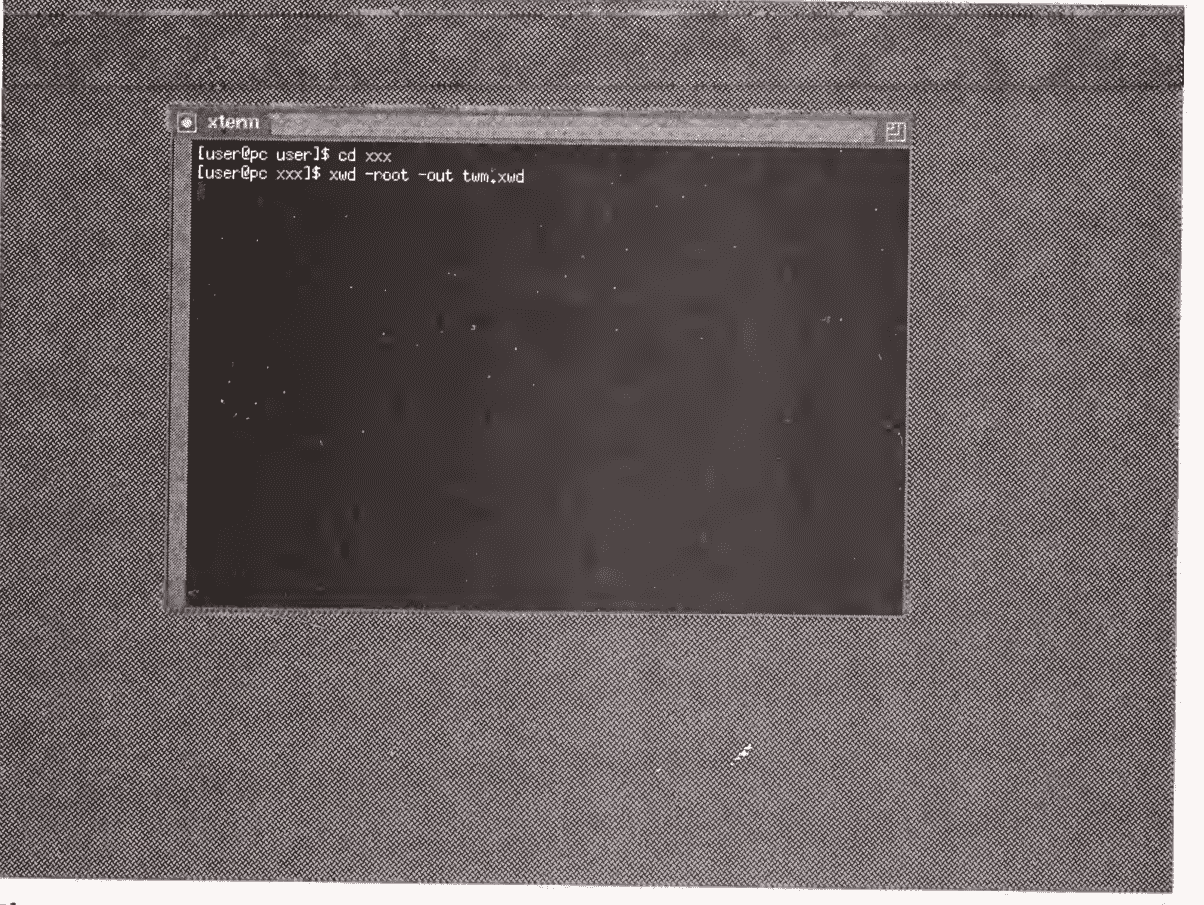 xterm
[user@pc user]$ cd xxx
[user@pc xxx]$ xwd -root -out twm.xwd